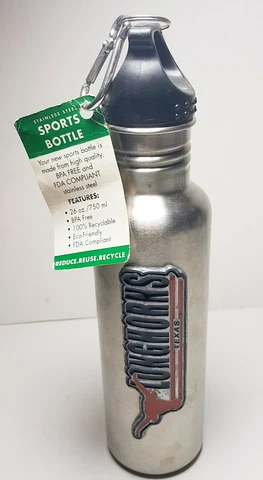 STAINLESS STEEL
SPORTS
BOTTLE
Your new sports bottle is
made from high quality,
BPA FREE and
FDA COMPLIANT
stainless steel
FEATURES:
• 26 oz./750 ml
• BPA Free
• 100% Recyclable
• Eco-Friendly
• FDA Compliant
REDUCE.REUSE.RECYCLE
LONGHORNS
TEXAS